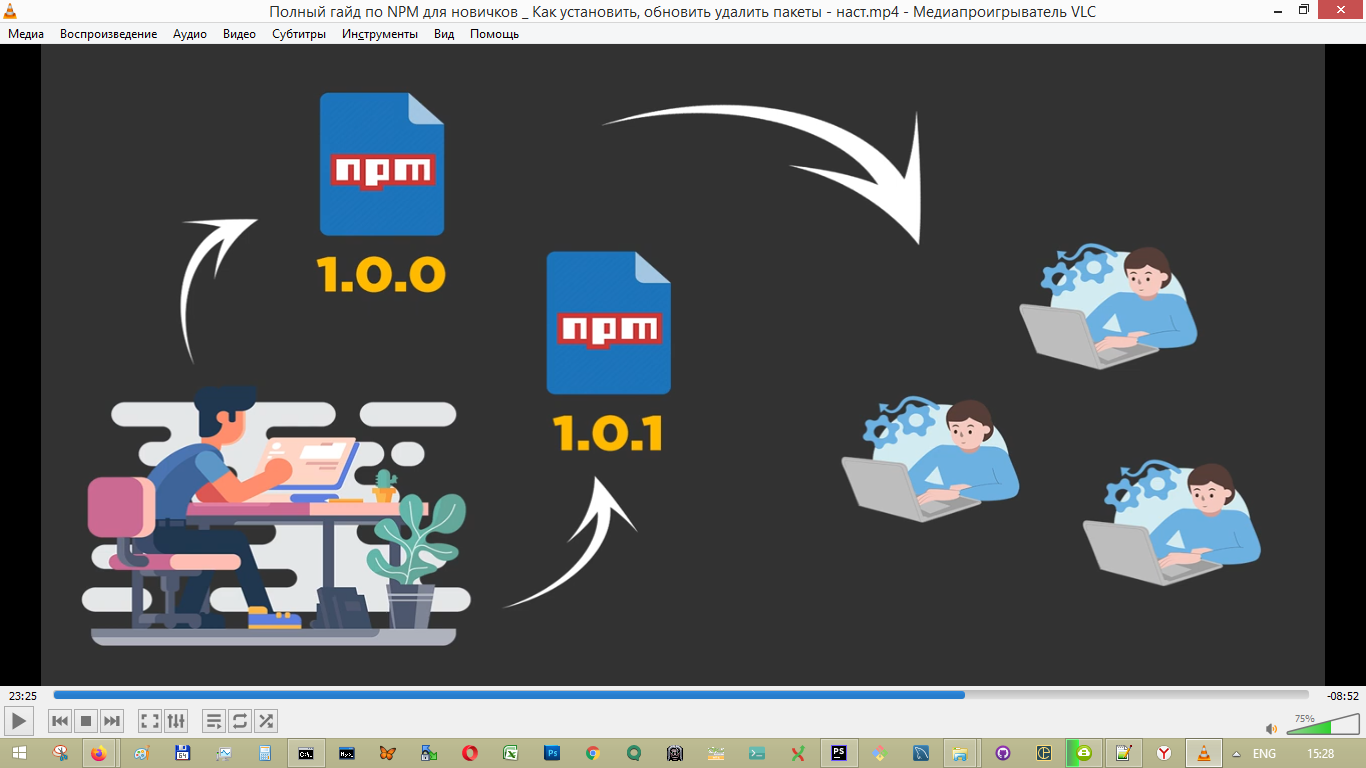 Полный гайд по NPM для новичков _ Как установить, обновить удалить пакеты - наст.mp4 - Медиапроигрыватель VLC
Медиа Воспроизведение Аудио Видео Субтитры Инструменты Вид Помощь
npm
1.0.0
npm
1.0.1
23:25
-08:52
75%
ENG 15:28